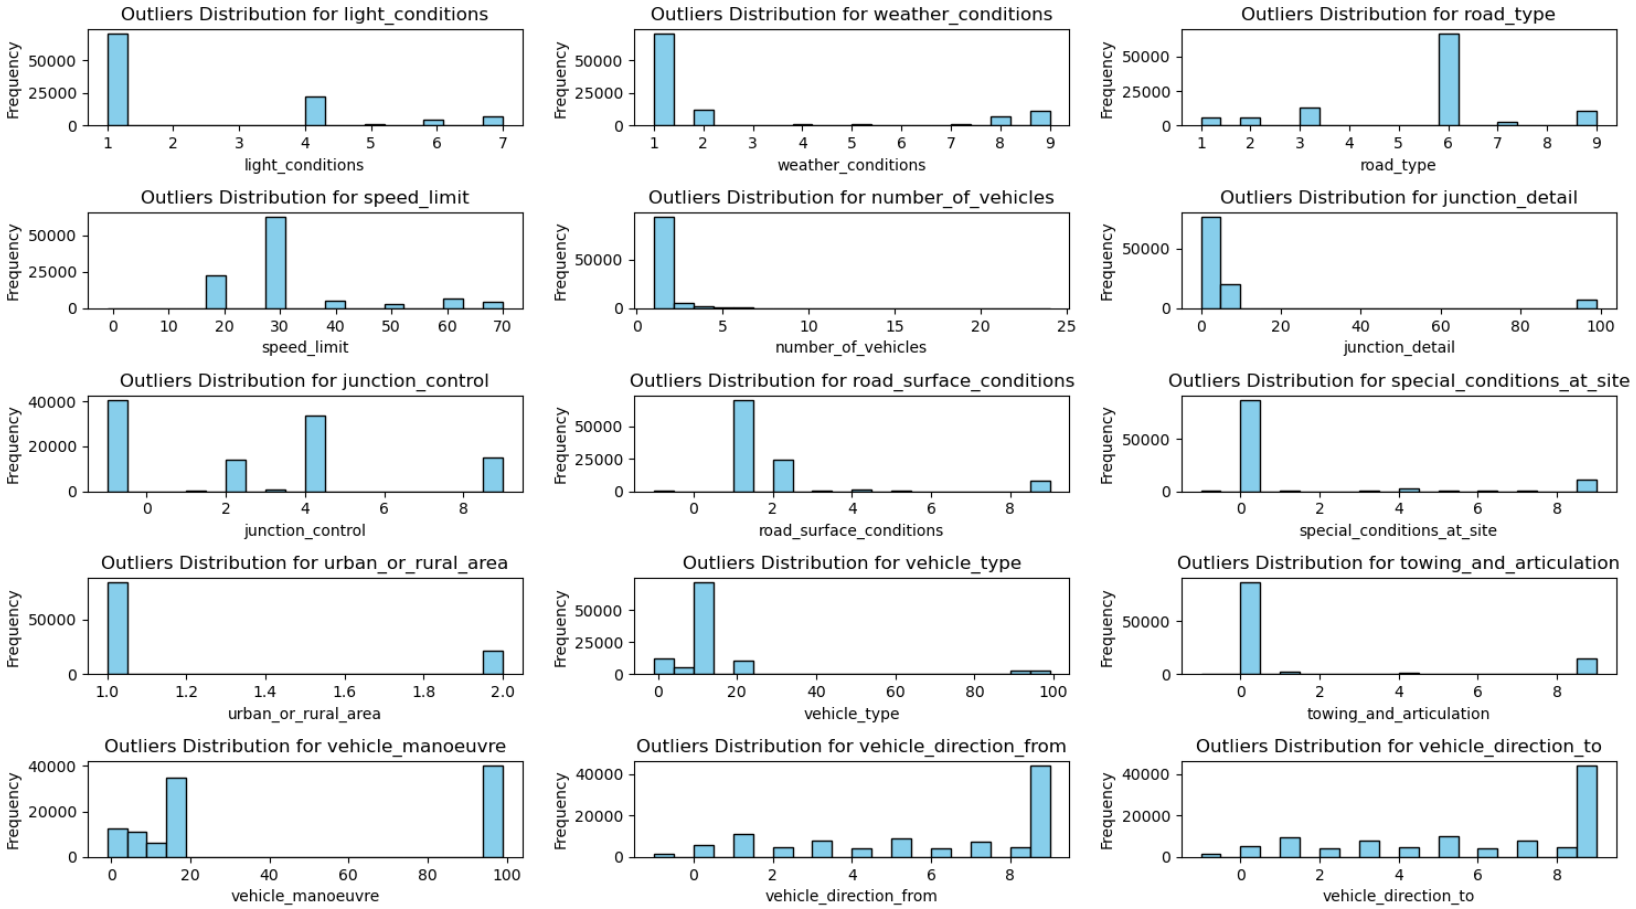 Outliers Distribution for light_conditions
Frequency
50000
25000
0
1 2 3 4 5 6 7
light_conditions
Outliers Distribution for weather_conditions
Frequency
50000
25000
0
1 2 3 4 5 6 7 8 9
weather_conditions
Outliers Distribution for road_type
Frequency
50000
25000
0
1 2 3 4 5 6 7 8 9
road_type
Outliers Distribution for speed_limit
Frequency
50000
25000
0
0 10 20 30 40 50 60 70
speed_limit
Outliers Distribution for number_of_vehicles
Frequency
50000
0
0 5 10 15 20 25
number_of_vehicles
Outliers Distribution for junction_detail
Frequency
50000
0
0 20 40 60 80 100
junction_detail
Outliers Distribution for junction_control
Frequency
40000
20000
0
0 2 4 6 8
junction_control
Outliers Distribution for road_surface_conditions
Frequency
50000
25000
0
0 2 4 6 8
road_surface_conditions
Outliers Distribution for special_conditions_at_site
Frequency
50000
0
0 2 4 6 8
special_conditions_at_site
Outliers Distribution for urban_or_rural_area
Frequency
50000
0
1.0 1.2 1.4 1.6 1.8 2.0
urban_or_rural_area
Outliers Distribution for vehicle_type
Frequency
50000
25000
0
0 20 40 60 80 100
vehicle_type
Outliers Distribution for towing_and_articulation
Frequency
50000
0
0 2 4 6 8
towing_and_articulation
Outliers Distribution for vehicle_manoeuvre
Frequency
40000
20000
0
0 20 40 60 80 100
vehicle_manoeuvre
Outliers Distribution for vehicle_direction_from
Frequency
40000
20000
0
0 2 4 6 8
vehicle_direction_from
Outliers Distribution for vehicle_direction_to
Frequency
40000
20000
0
0 2 4 6 8
vehicle_direction_to